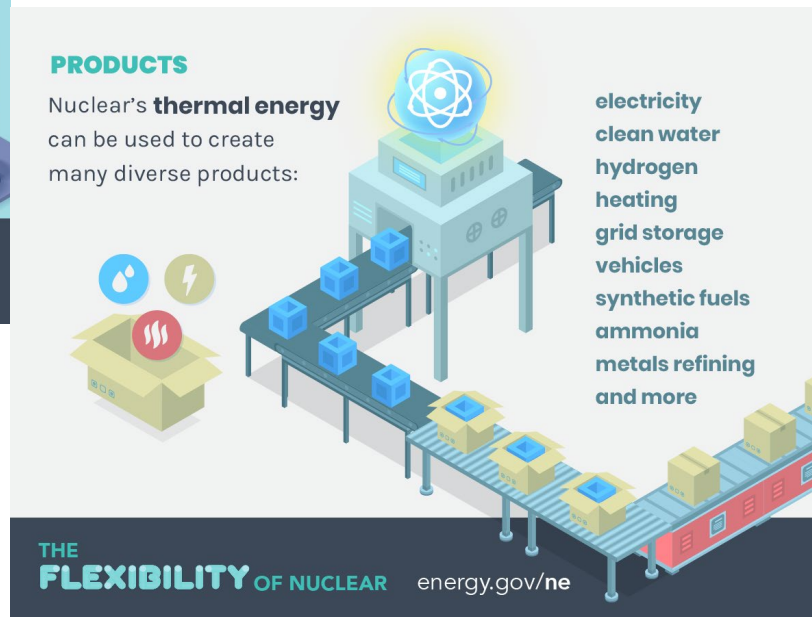 PRODUCTS
Nuclear's thermal energy
can be used to create
many diverse products:
electricity
clean water
hydrogen
heating
grid storage
vehicles
synthetic fuels
ammonia
metals refining
and more
THE
FLEXIBILITY OF NUCLEAR
energy.gov/ne